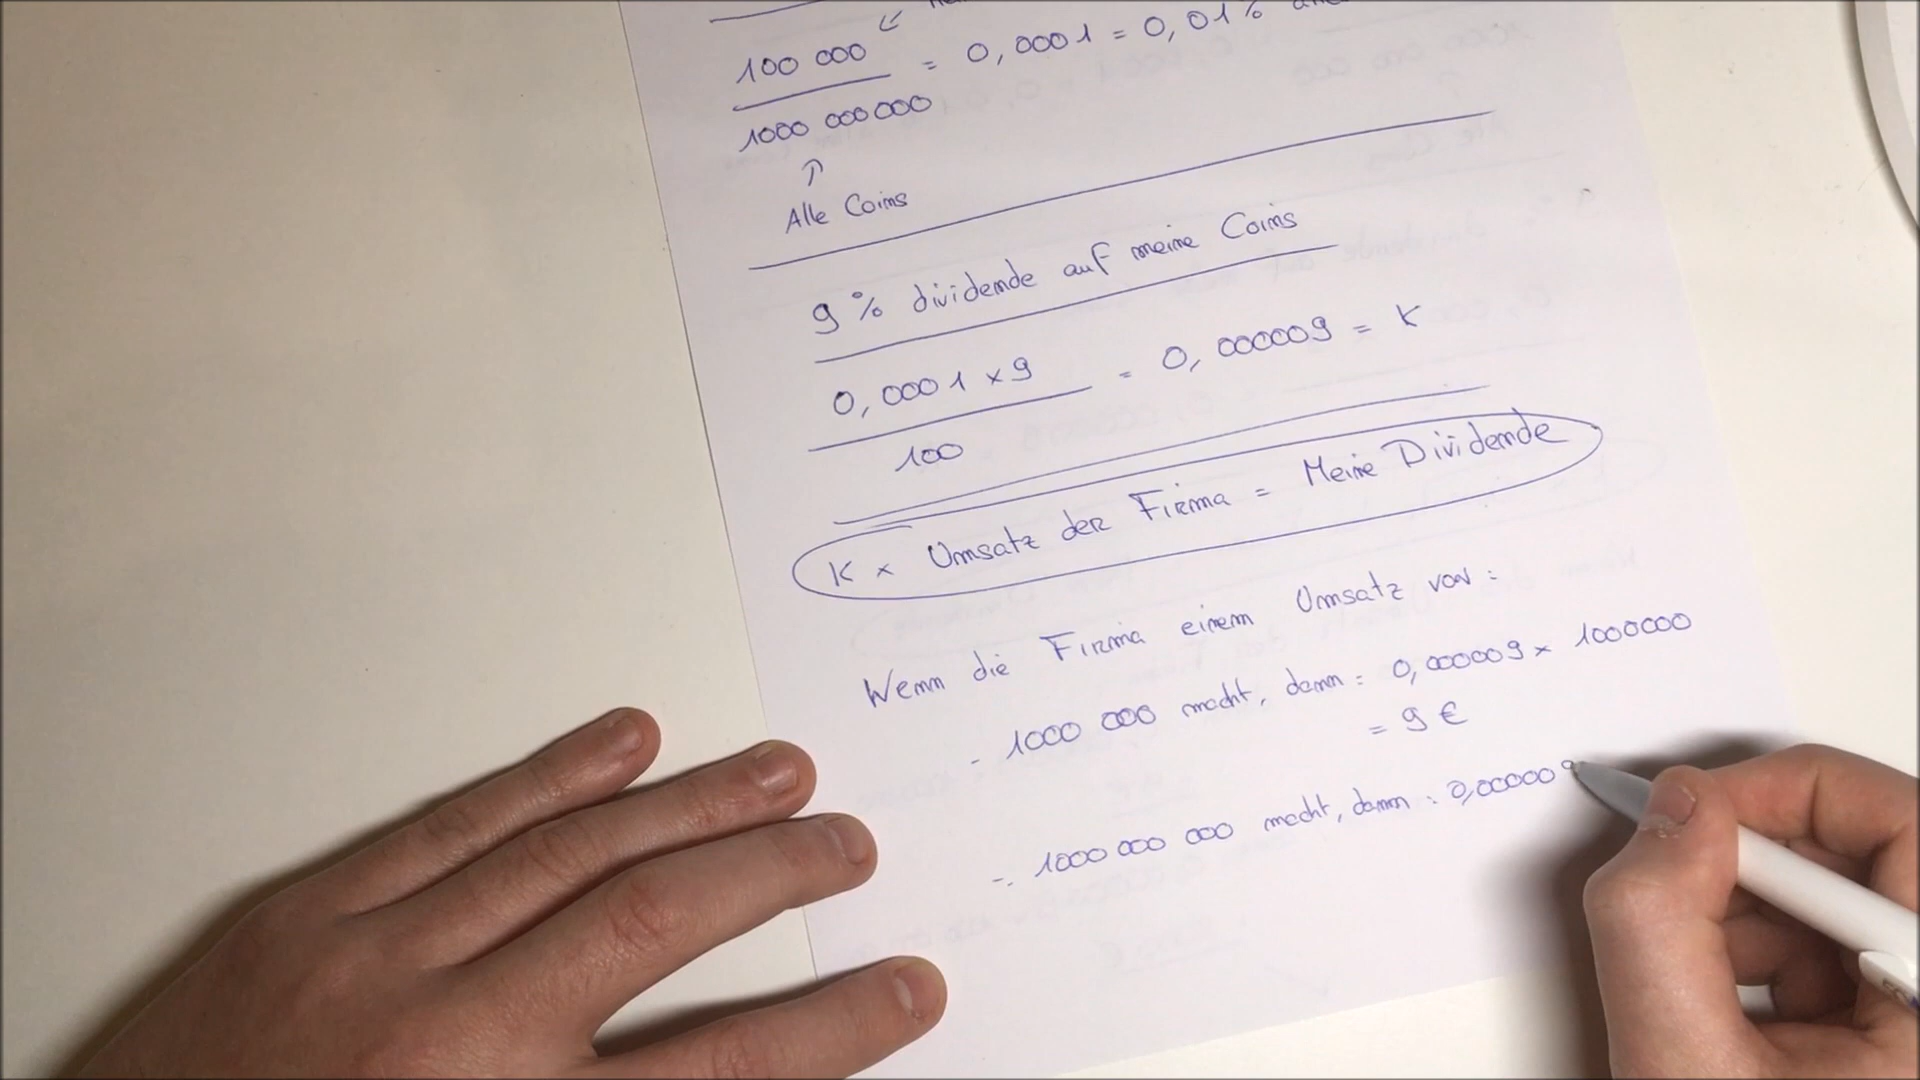 100 000 = 0,0001 = 0,01%
1000 000 000
Alle Coins
9 % dividende auf meine Coins
0,0001 x 9 = 0,000009 = K
100
K x Umsatz der Firma = Meine Dividende
Wenn die Firma einem Umsatz von :
- 1000 000 macht, dann : 0,000009 x 1000000
= 9 €
- 1000 000 000 macht, dann : 0,000009